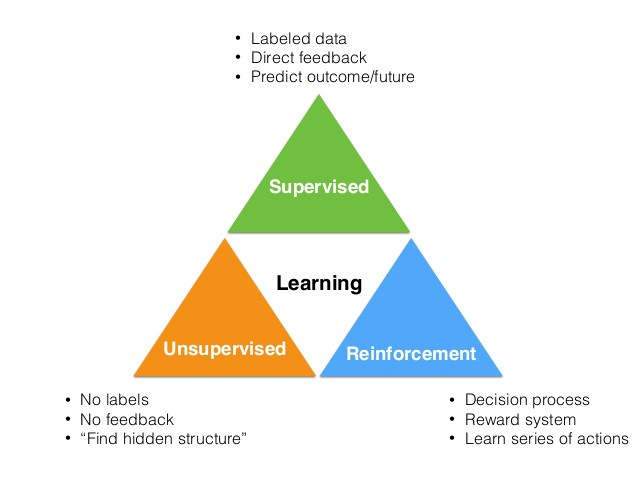 • Labeled data
• Direct feedback
• Predict outcome/future
Supervised
Learning
Unsupervised
Reinforcement
• No labels
• No feedback
• “Find hidden structure”
• Decision process
• Reward system
• Learn series of actions